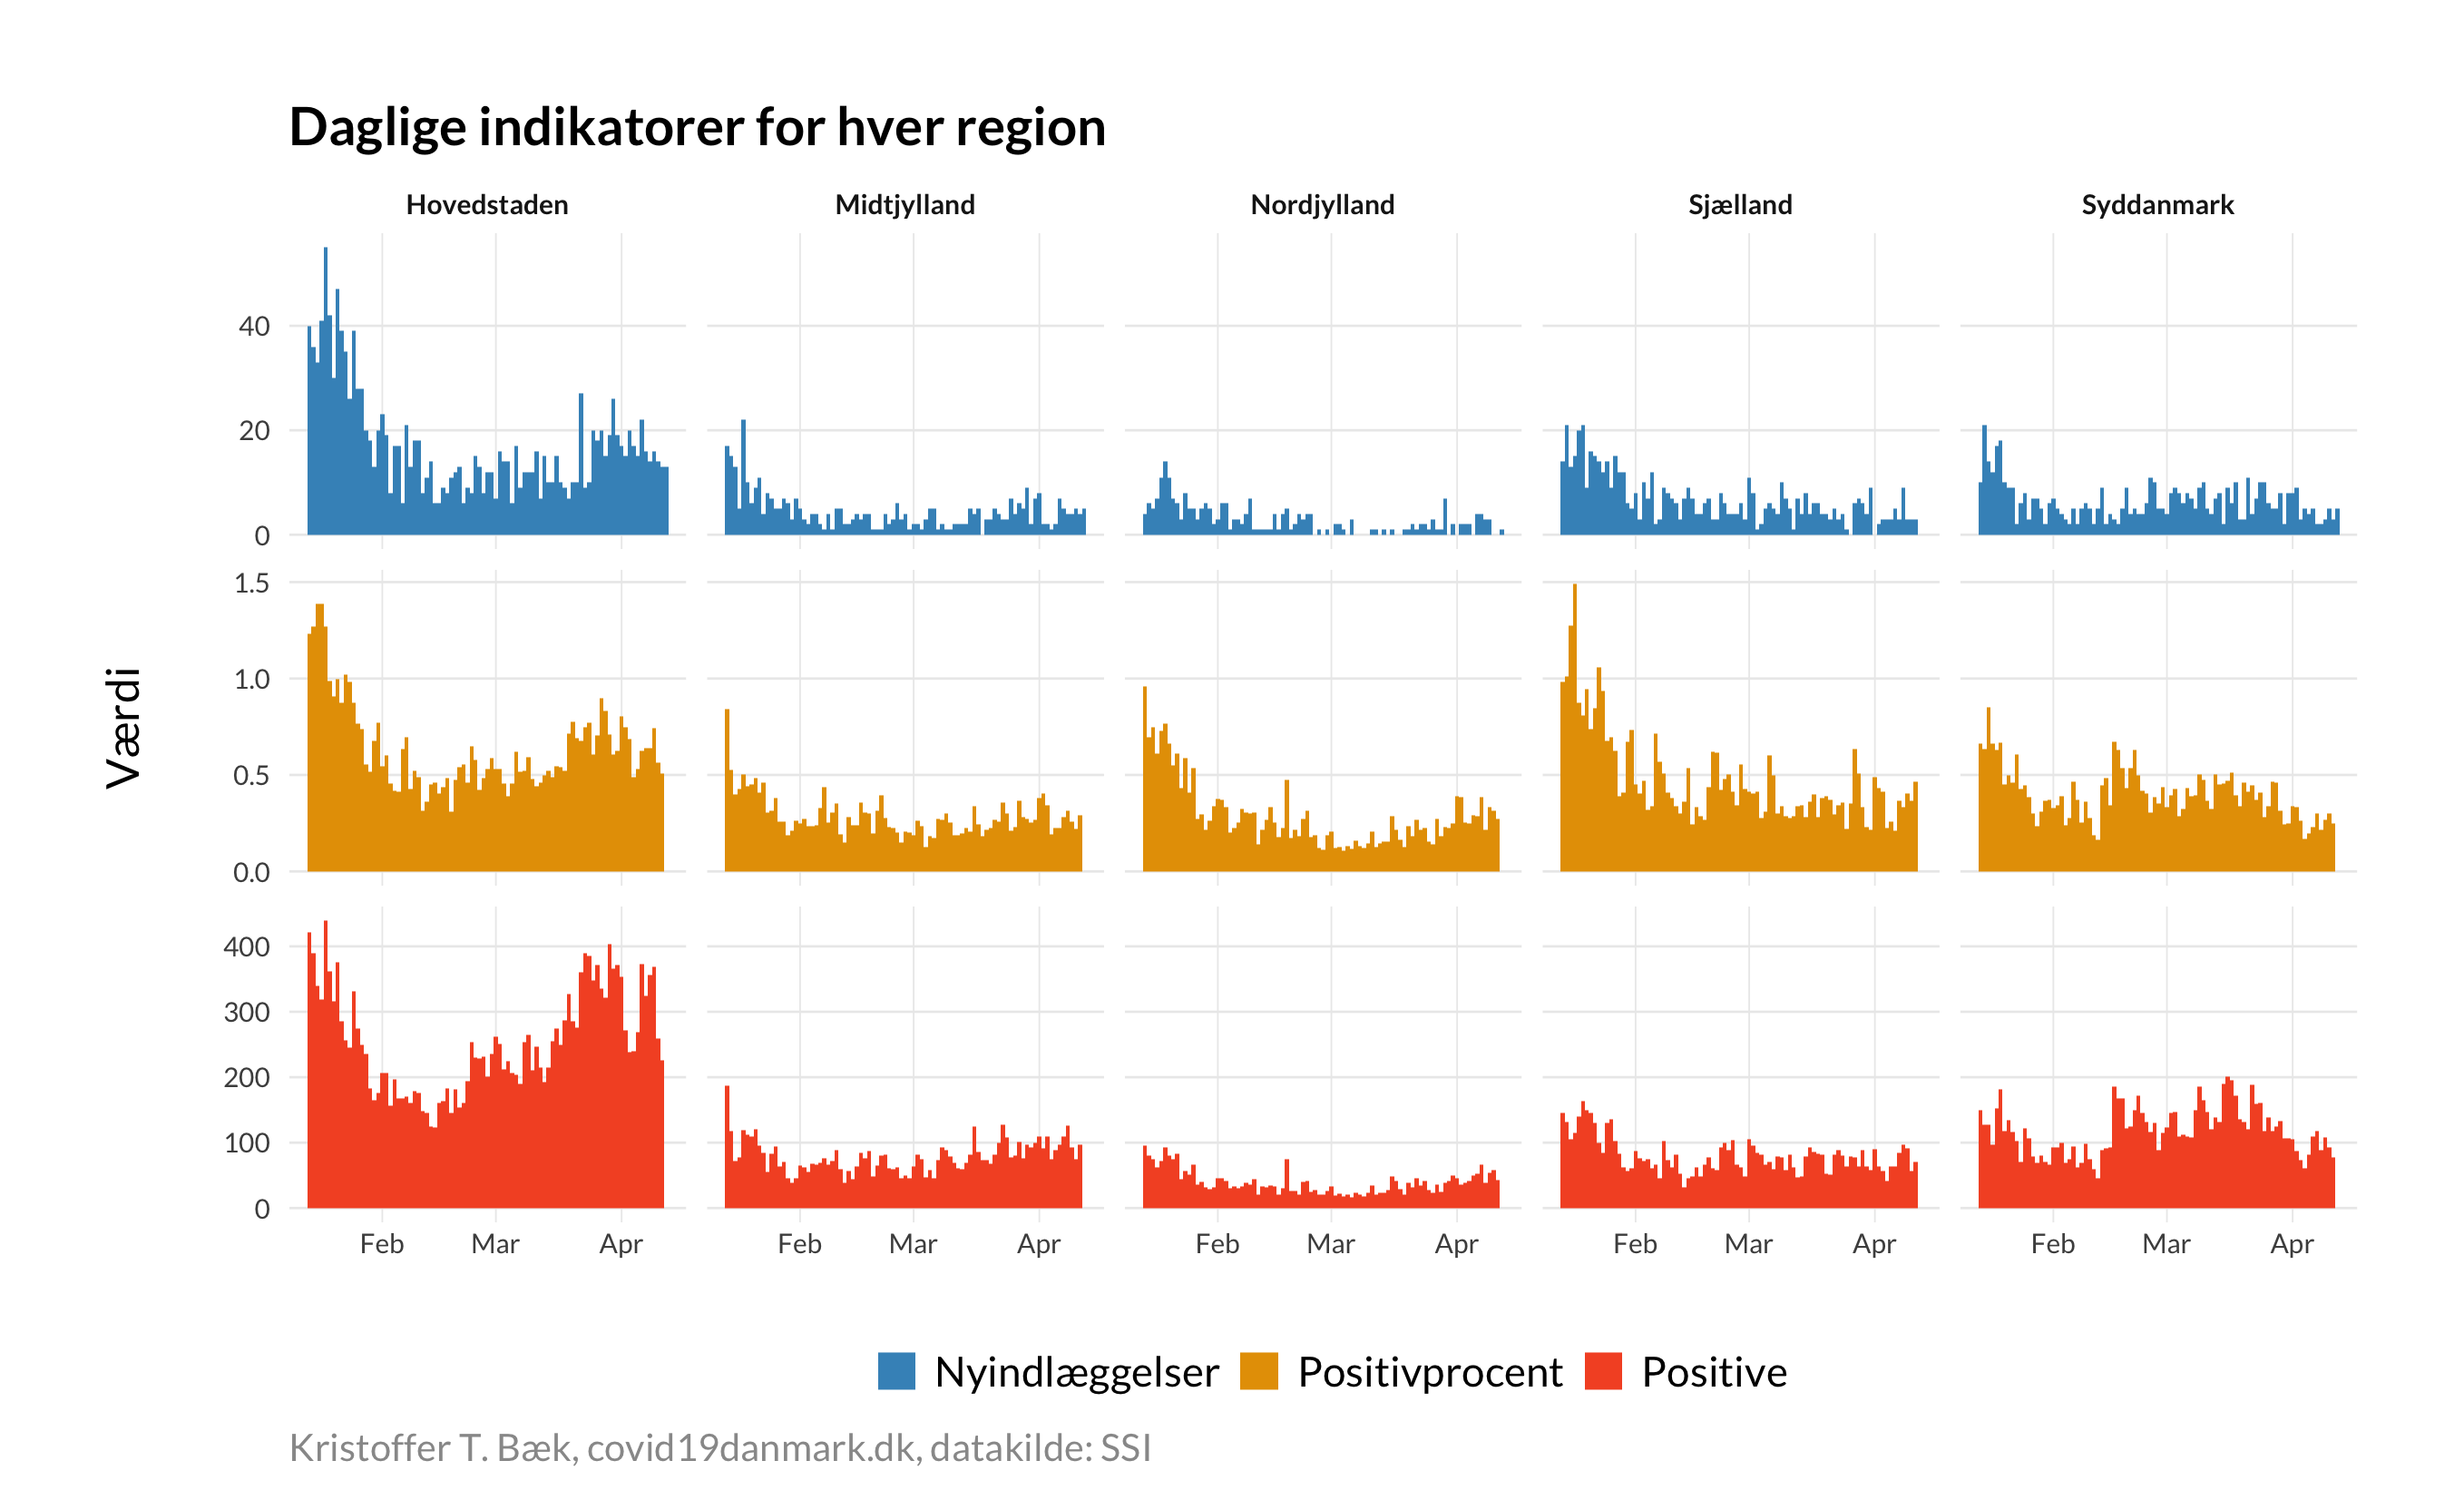 Daglige indikatorer for hver region
Hovedstaden Midtjylland Nordjylland Sjælland Syddanmark
40
20
0
1.5
1.0
0.5
0.0
400
300
200
100
0
Værdi
Feb Mar Apr Feb Mar Apr Feb Mar Apr Feb Mar Apr Feb Mar Apr
Nyindlæggelser Positivprocent Positive
Kristoffer T. Bæk, covid19danmark.dk, datakilde: SSI